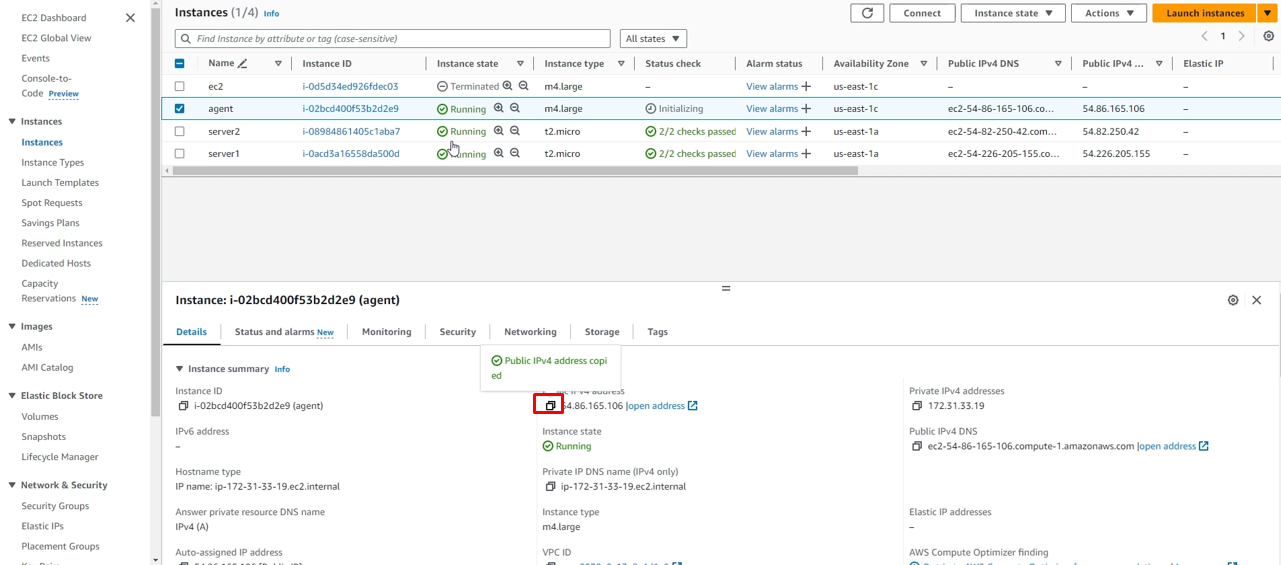 EC2 Dashboard
EC2 Global View
Events
Console-to-
Code Preview
Instances
Instances
Instance Types
Launch Templates
Spot Requests
Savings Plans
Reserved Instances
Dedicated Hosts
Capacity
Reservations New
Images
AMIs
AMI Catalog
Elastic Block Store
Volumes
Snapshots
Lifecycle Manager
Network & Security
Security Groups
Elastic IPs
Placement Groups
Instances (1/4) Info
Connect
Instance state
Actions
Launch instances
Find Instance by attribute or tag (case-sensitive)
All states
1
Name Instance ID Instance state Instance type Status check Alarm status Availability Zone Public IPv4 DNS Public IPv4 ... Elastic IP
ec2 i-0d5d34ed926fdec03 Terminated m4.large – View alarms + us-east-1c – – –
agent i-02bcd400f53b2d2e9 Running m4.large Initializing View alarms + us-east-1c ec2-54-86-165-106.co... 54.86.165.106 –
server2 i-08984861405c1aba7 Running t2.micro 2/2 checks passed View alarms + us-east-1a ec2-54-82-250-42.com... 54.82.250.42 –
server1 i-0acd3a16558da500d Running t2.micro 2/2 checks passed View alarms + us-east-1a ec2-54-226-205-155.co... 54.226.205.155 –
Instance: i-02bcd400f53b2d2e9 (agent)
Details Status and alarms New Monitoring Security Networking Storage Tags
Public IPv4 address copi
ed
Instance summary Info
Instance ID
i-02bcd400f53b2d2e9 (agent)
IPv4 address
54.86.165.106 |open address
Private IPv4 addresses
172.31.33.19
IPv6 address
–
Instance state
Running
Public IPv4 DNS
ec2-54-86-165-106.compute-1.amazonaws.com |open address
Hostname type
IP name: ip-172-31-33-19.ec2.internal
Private IP DNS name (IPv4 only)
ip-172-31-33-19.ec2.internal
Answer private resource DNS name
IPv4 (A)
Instance type
m4.large
Elastic IP addresses
–
Auto-assigned IP address
VPC ID
AWS Compute Optimizer finding